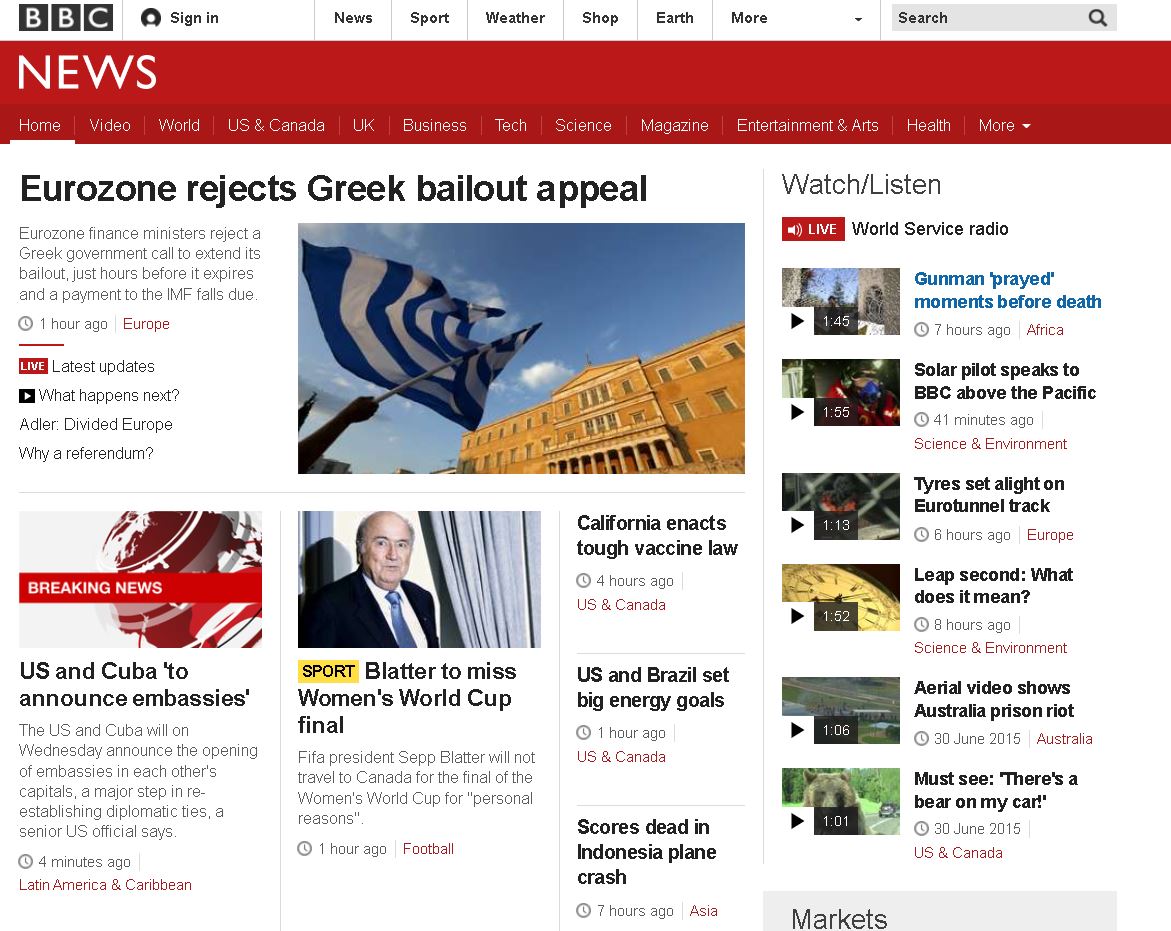 BBC Sign in News Sport Weather Shop Earth More Search
NEWS
Home Video World US & Canada UK Business Tech Science Magazine Entertainment & Arts Health More
Eurozone rejects Greek bailout appeal
Eurozone finance ministers reject a
Greek government call to extend its
bailout, just hours before it expires
and a payment to the IMF falls due.
1 hour ago Europe
LIVE Latest updates
What happens next?
Adler: Divided Europe
Why a referendum?
BREAKING NEWS
US and Cuba 'to
announce embassies'
The US and Cuba will on
Wednesday announce the opening
of embassies in each other's
capitals, a major step in re-
establishing diplomatic ties, a
senior US official says.
4 minutes ago
Latin America & Caribbean
SPORT Blatter to miss
Women's World Cup
final
Fifa president Sepp Blatter will not
travel to Canada for the final of the
Women's World Cup for "personal
reasons".
1 hour ago Football
California enacts
tough vaccine law
4 hours ago
US & Canada
US and Brazil set
big energy goals
1 hour ago
US & Canada
Scores dead in
Indonesia plane
crash
7 hours ago Asia
Watch/Listen
LIVE World Service radio
1:45
Gunman 'prayed'
moments before death
7 hours ago Africa
1:55
Solar pilot speaks to
BBC above the Pacific
41 minutes ago
Science & Environment
1:13
Tyres set alight on
Eurotunnel track
6 hours ago Europe
1:52
Leap second: What
does it mean?
8 hours ago
Science & Environment
1:06
Aerial video shows
Australia prison riot
30 June 2015 Australia
1:01
Must see: 'There's a
bear on my car!'
30 June 2015
US & Canada
Markets